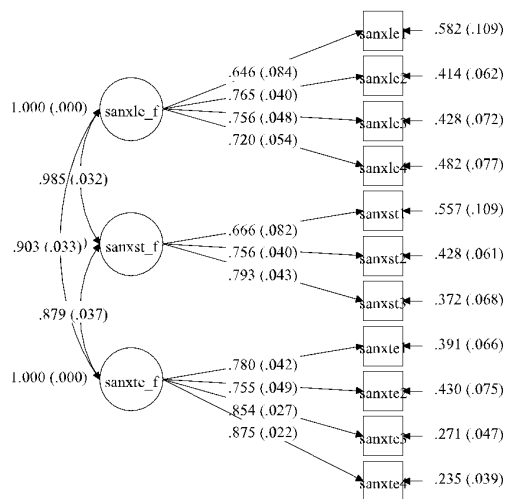 sanxle1 .582 (.109)
.646 (.084)
sanxle2 .414 (.062)
.765 (.040)
1.000 (.000) sanxle_f
.756 (.048)
sanxle3 .428 (.072)
.720 (.054)
sanxle4 .482 (.077)
.985 (.032)
.666 (.082)
sanxst1 .557 (.109)
.903 (.033)
sanxst_f
.756 (.040)
sanxst2 .428 (.061)
.793 (.043)
sanxst3 .372 (.068)
.879 (.037)
sanxte1 .391 (.066)
.780 (.042)
1.000 (.000) sanxte_f
.755 (.049)
sanxte2 .430 (.075)
.854 (.027)
sanxte3 .271 (.047)
.875 (.022)
sanxte4 .235 (.039)